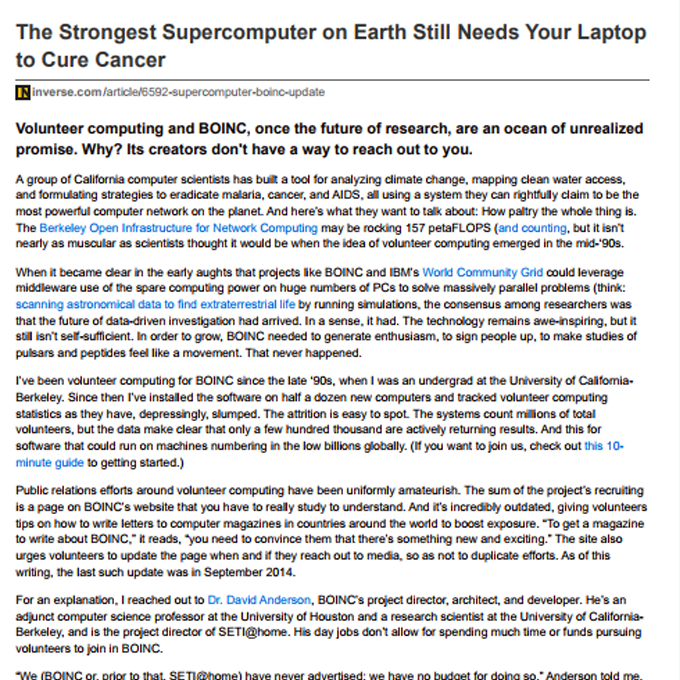 The Strongest Supercomputer on Earth Still Needs Your Laptop
to Cure Cancer
inverse.com/article/6592-supercomputer-boinc-update
Volunteer computing and BOINC, once the future of research, are an ocean of unrealized
promise. Why? Its creators don't have a way to reach out to you.
A group of California computer scientists has built a tool for analyzing climate change, mapping clean water access,
and formulating strategies to eradicate malaria, cancer, and AIDS, all using a system they can rightfully claim to be the
most powerful computer network on the planet. And here's what they want to talk about: How paltry the whole thing is.
The Berkeley Open Infrastructure for Network Computing may be rocking 157 petaFLOPS (and counting, but it isn't
nearly as muscular as scientists thought it would be when the idea of volunteer computing emerged in the mid-'90s.
When it became clear in the early aughts that projects like BOINC and IBM's World Community Grid could leverage
middleware use of the spare computing power on huge numbers of PCs to solve massively parallel problems (think:
scanning astronomical data to find extraterrestrial life by running simulations, the consensus among researchers was
that the future of data-driven investigation had arrived. In a sense, it had. The technology remains awe-inspiring, but it
still isn't self-sufficient. In order to grow, BOINC needed to generate enthusiasm, to sign people up, to make studies of
pulsars and peptides feel like a movement. That never happened.
I've been volunteer computing for BOINC since the late '90s, when I was an undergrad at the University of California-
Berkeley. Since then I've installed the software on half a dozen new computers and tracked volunteer computing
statistics as they have, depressingly, slumped. The attrition is easy to spot. The systems count millions of total
volunteers, but the data make clear that only a few hundred thousand are actively returning results. And this for
software that could run on machines numbering in the low billions globally. (If you want to join us, check out this 10-
minute guide to getting started.)
Public relations efforts around volunteer computing have been uniformly amateurish. The sum of the project's recruiting
is a page on BOINC's website that you have to really study to understand. And it's incredibly outdated, giving volunteers
tips on how to write letters to computer magazines in countries around the world to boost exposure. "To get a magazine
to write about BOINC," it reads, "you need to convince them that there's something new and exciting." The site also
urges volunteers to update the page when and if they reach out to media, so as not to duplicate efforts. As of this
writing, the last such update was in September 2014.
For an explanation, I reached out to Dr. David Anderson, BOINC's project director, architect, and developer. He's an
adjunct computer science professor at the University of Houston and a research scientist at the University of California-
Berkeley, and is the project director of SETI@home. His day jobs don't allow for spending much time or funds pursuing
volunteers to join in BOINC.
"We (BOINC or, prior to that, SETI@home) have never advertised; we have no budget for doing so," Anderson told me.